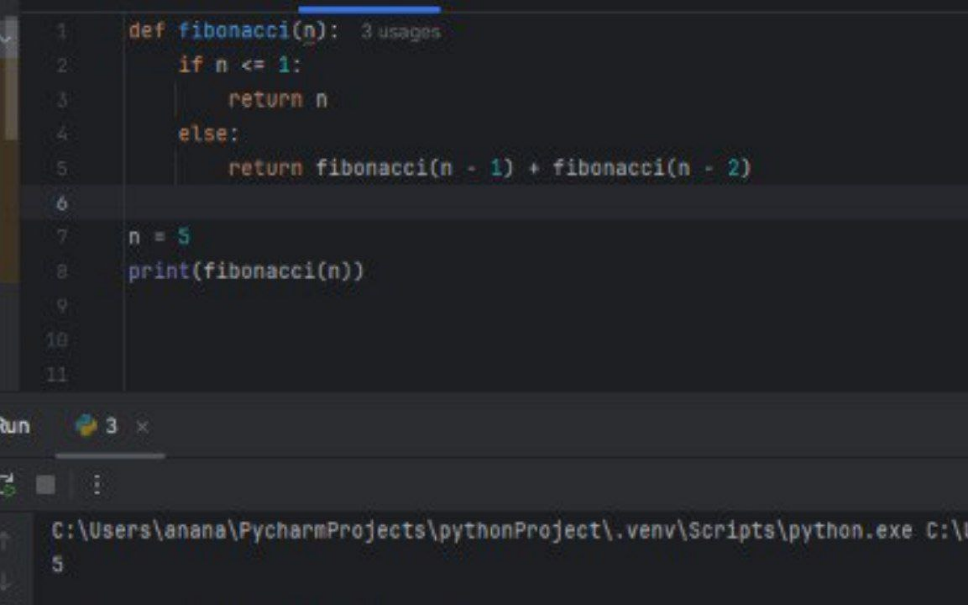 1 def fibonacci(n): 3 usages
2 if n <= 1:
3 return n
4 else:
5 return fibonacci(n - 1) + fibonacci(n - 2)
6
7 n = 5
8 print(fibonacci(n))
9
10
11
Run 3 ×
C:\Users\anana\PycharmProjects\pythonProject\.venv\Scripts\python.exe C:\
5